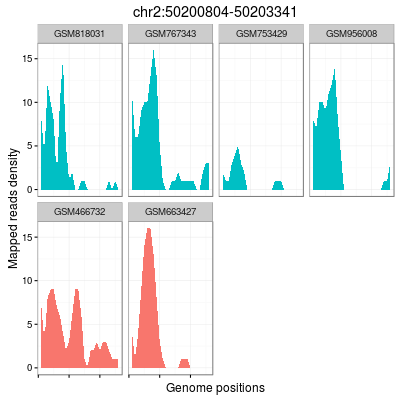 chr2:50200804-50203341
GSM818031 GSM767343 GSM753429 GSM956008
15
10
5
0
Mapped reads density
GSM466732 GSM663427
15
10
5
0
Genome positions